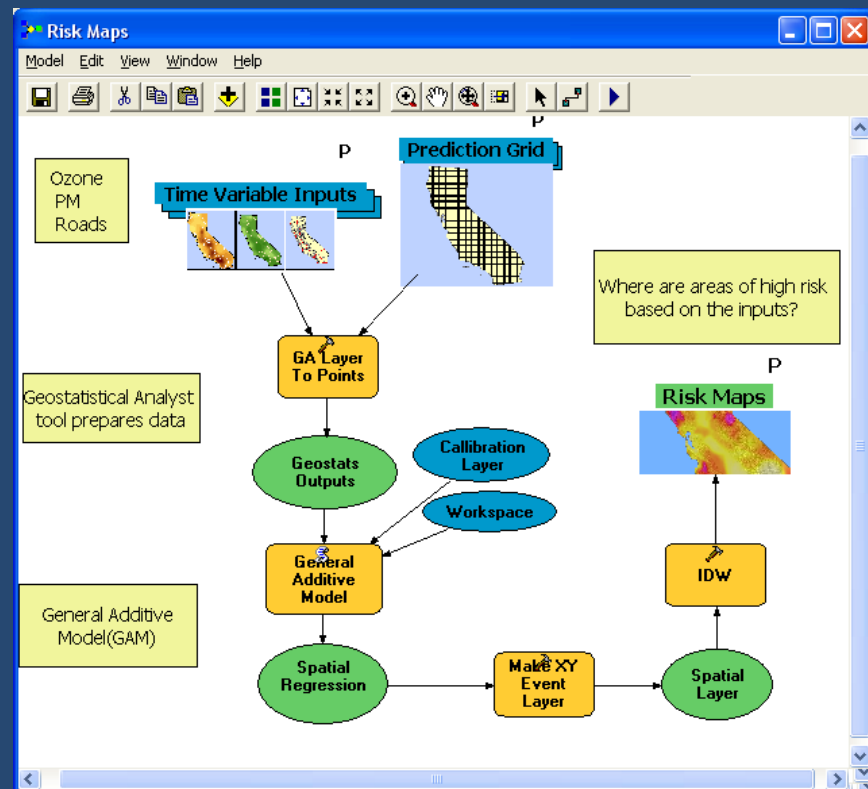 Risk Maps
Model Edit View Window Help
P
P
Prediction Grid
Ozone
PM
Roads
Time Variable Inputs
Where are areas of high risk
based on the inputs?
GA Layer
To Points
P
Geostatistical Analyst
tool prepares data
Risk Maps
Geostats
Outputs
Callibration
Layer
Workspace
General
Additive
Model
IDW
General Additive
Model(GAM)
Spatial
Regression
Make XY
Event
Layer
Spatial
Layer